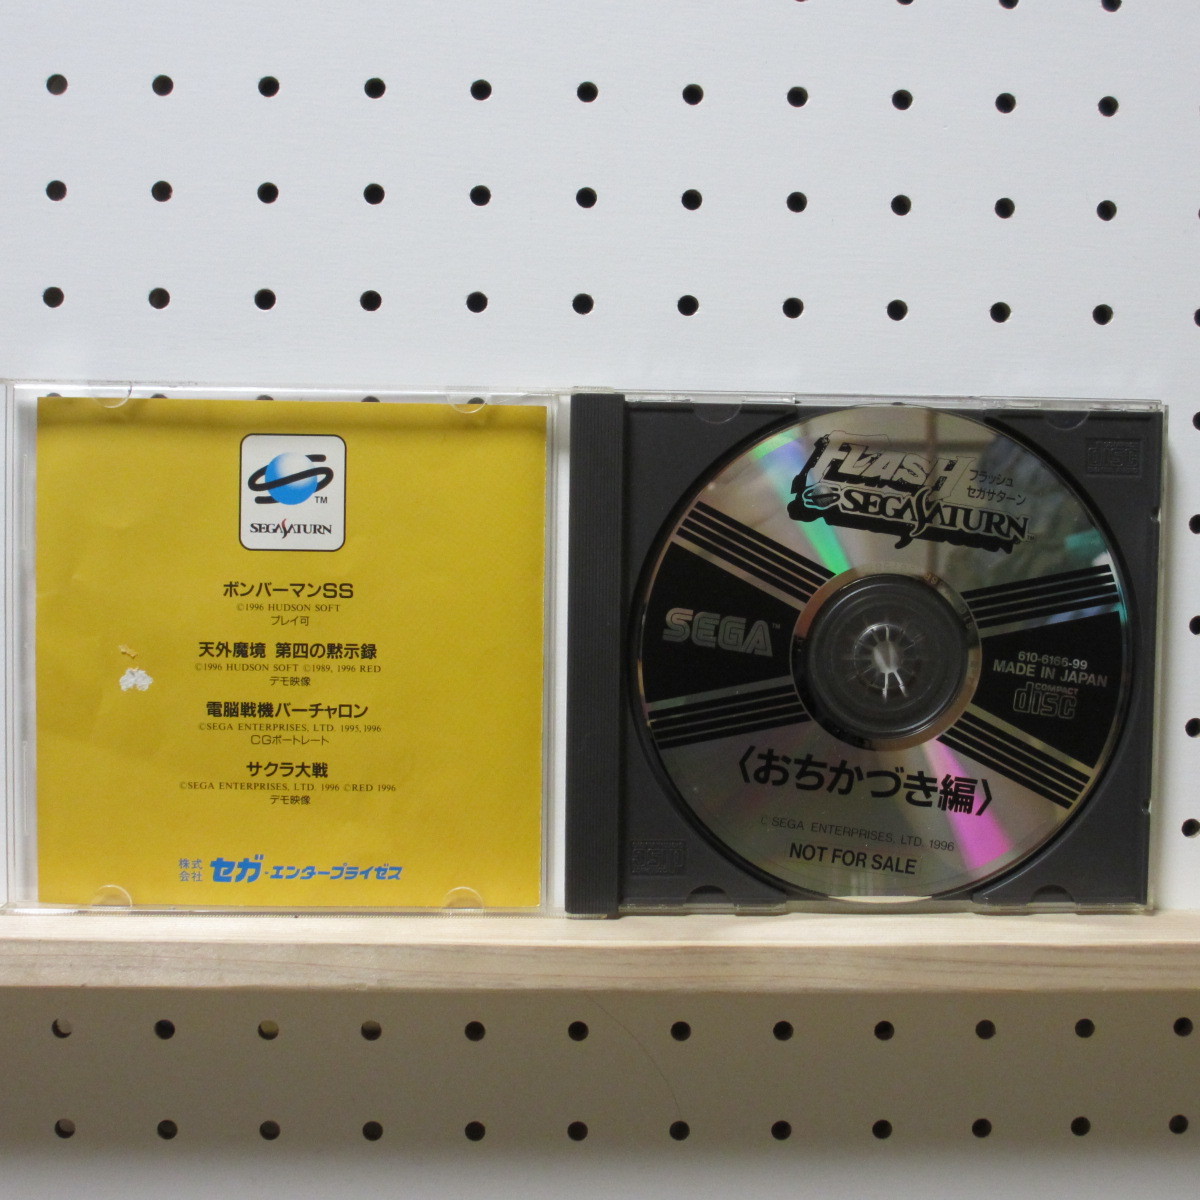 TM
SEGA SATURN
ボンバーマンSS
©1996 HUDSON SOFT
プレイ可
天外魔境 第四の黙示録
©1996 HUDSON SOFT ©1989, 1996 RED
デモ映像
電脳戦機バーチャロン
©SEGA ENTERPRISES, LTD. 1995, 1996
CGポートレート
サクラ大戦
©SEGA ENTERPRISES, LTD. 1996 ©RED 1996
デモ映像
株式会社 セガ・エンタープライゼス
FLASH
フラッシュ
セガサターン
SEGA SATURN
SEGA™
610-6166-99
MADE IN JAPAN
COMPACT
disc
〈おちかづき編〉
© SEGA ENTERPRISES, LTD. 1996
NOT FOR SALE